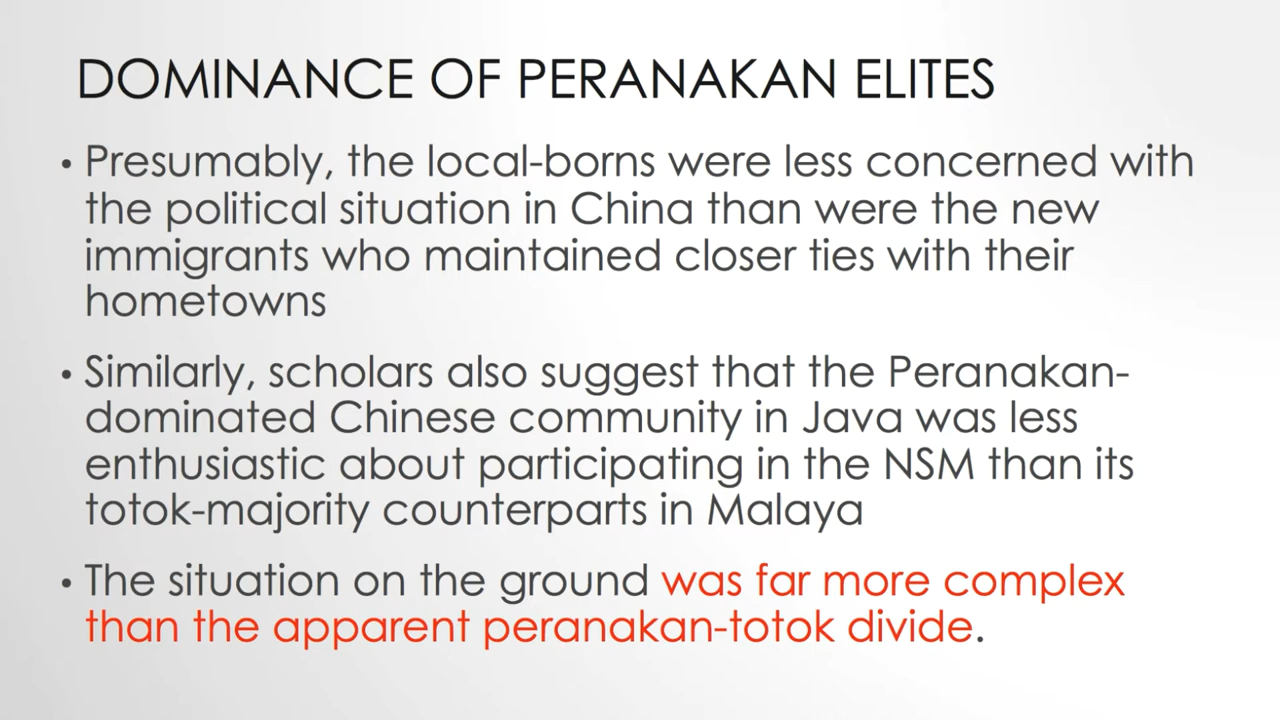 DOMINANCE OF PERANAKAN ELITES
• Presumably, the local-borns were less concerned with
the political situation in China than were the new
immigrants who maintained closer ties with their
hometowns
• Similarly, scholars also suggest that the Peranakan-
dominated Chinese community in Java was less
enthusiastic about participating in the NSM than its
totok-majority counterparts in Malaya
• The situation on the ground was far more complex
than the apparent peranakan-totok divide.